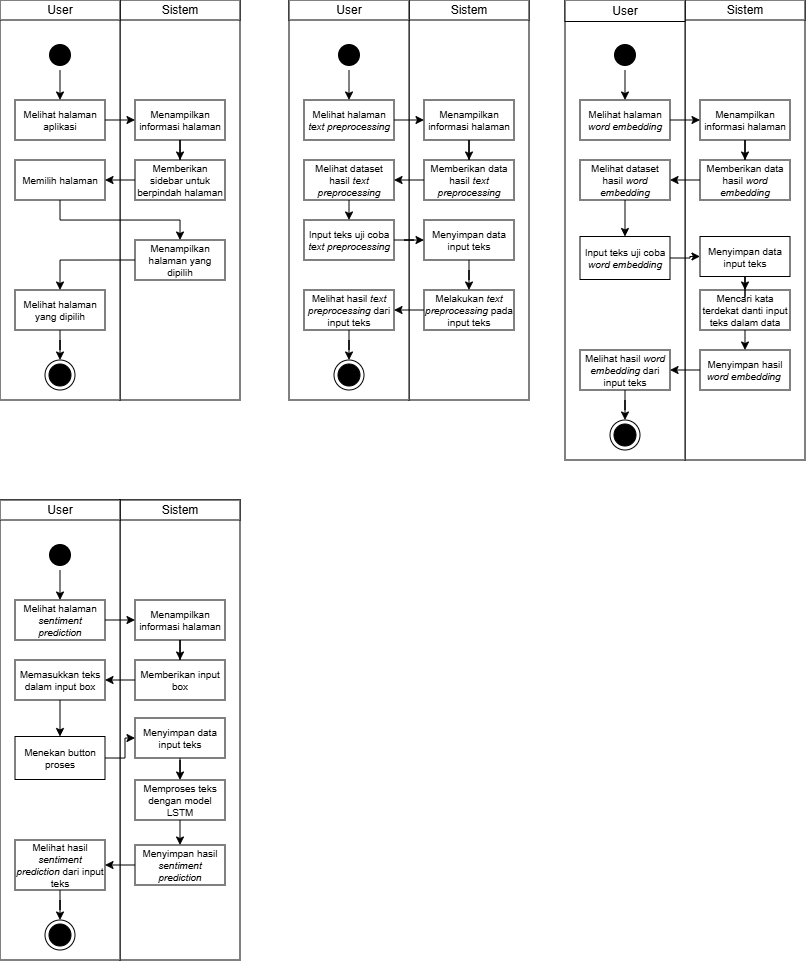 User
Sistem
Melihat halaman
aplikasi
Menampilkan
informasi halaman
Memilih halaman
Memberikan
sidebar untuk
berpindah halaman
Menampilkan
halaman yang
dipilih
Melihat halaman
yang dipilih
User
Sistem
Melihat halaman
text preprocessing
Menampilkan
informasi halaman
Melihat dataset
hasil text
preprocessing
Memberikan data
hasil text
preprocessing
Input teks uji coba
text preprocessing
Menyimpan data
input teks
Melihat hasil text
preprocessing dari
input teks
Melakukan text
preprocessing pada
input teks
User
Sistem
Melihat halaman
word embedding
Menampilkan
informasi halaman
Melihat dataset
hasil word
embedding
Memberikan data
hasil word
embedding
Input teks uji coba
word embedding
Menyimpan data
input teks
Mencari kata
terdekat danti input
teks dalam data
Melihat hasil word
embedding dari
input teks
Menyimpan hasil
word embedding
User
Sistem
Melihat halaman
sentiment
prediction
Menampilkan
informasi halaman
Memasukkan teks
dalam input box
Memberikan input
box
Menekan button
proses
Menyimpan data
input teks
Memproses teks
dengan model
LSTM
Melihat hasil
sentiment
prediction dari input
teks
Menyimpan hasil
sentiment
prediction